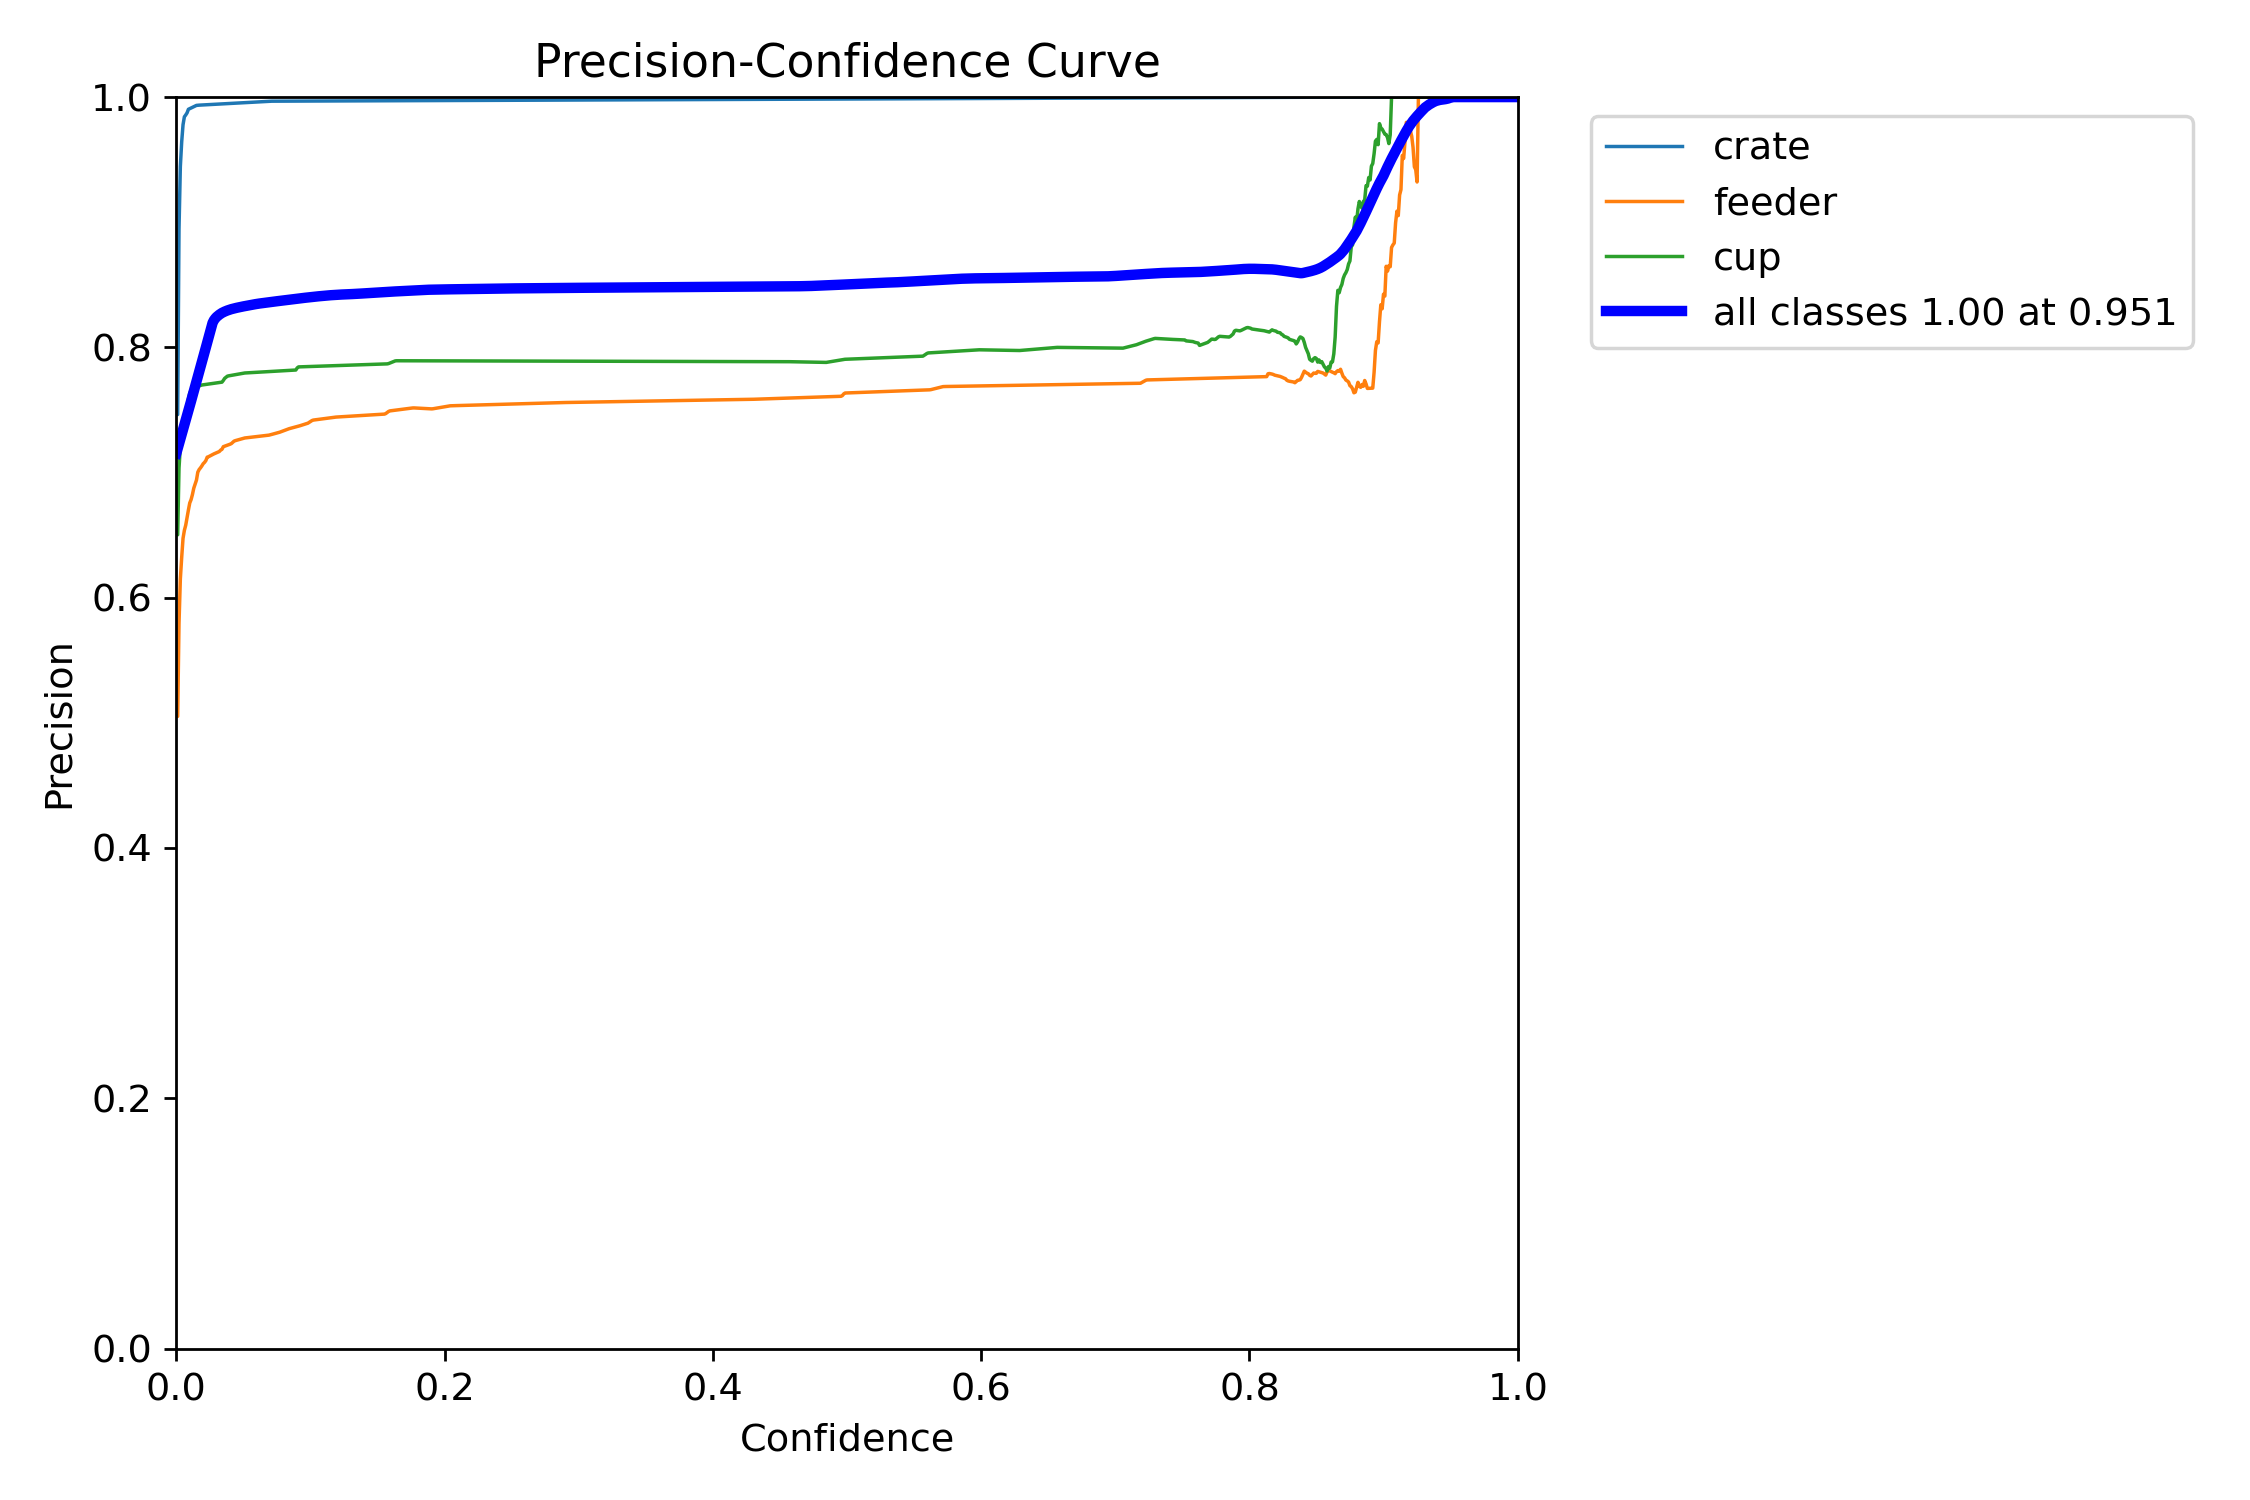 Precision-Confidence Curve
1.0
0.8
0.6
0.4
0.2
0.0
Precision
0.0 0.2 0.4 0.6 0.8 1.0
Confidence
crate
feeder
cup
all classes 1.00 at 0.951